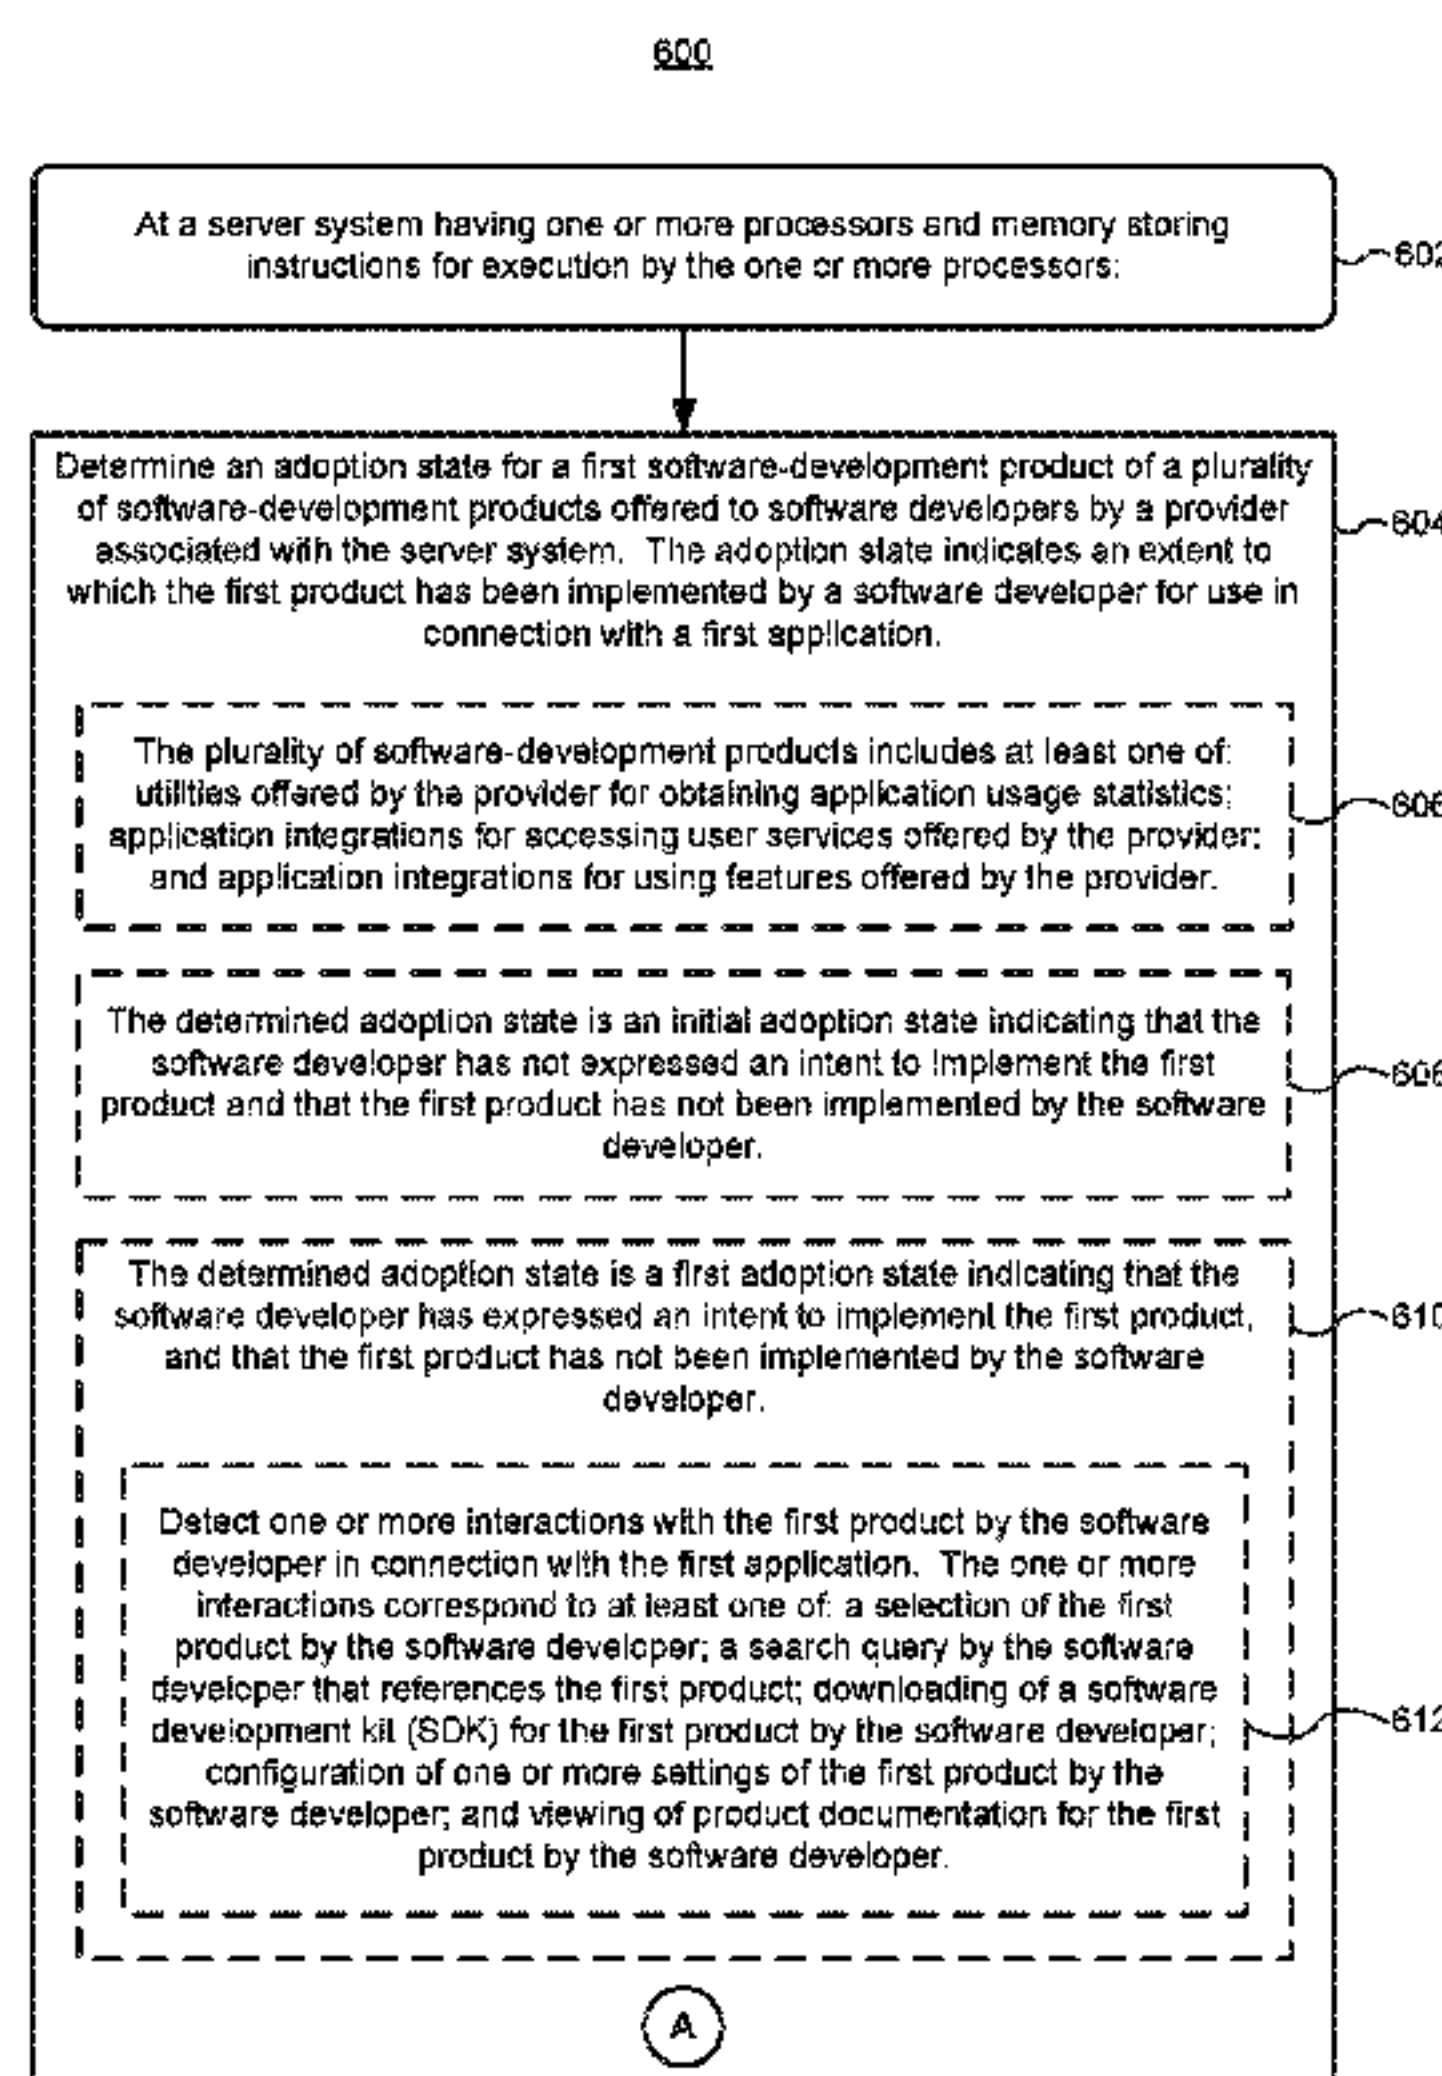 600
At a server system having one or more processors and memory storing
instructions for execution by the one or more processors:
602
Determine an adoption state for a first software-development product of a plurality
of software-development products offered to software developers by a provider
associated with the server system. The adoption state indicates an extent to
which the first product has been implemented by a software developer for use in
connection with a first application.
604
The plurality of software-development products includes at least one of:
utilities offered by the provider for obtaining application usage statistics;
application integrations for accessing user services offered by the provider;
and application integrations for using features offered by the provider.
606
The determined adoption state is an initial adoption state indicating that the
software developer has not expressed an intent to implement the first
product and that the first product has not been implemented by the software
developer.
The determined adoption state is a first adoption state indicating that the
software developer has expressed an intent to implement the first product,
and that the first product has not been implemented by the software
developer.
610
Detect one or more interactions with the first product by the software
developer in connection with the first application. The one or more
interactions correspond to at least one of: a selection of the first
product by the software developer; a search query by the software
developer that references the first product; downloading of a software
development kit (SDK) for the first product by the software developer;
configuration of one or more settings of the first product by the
software developer; and viewing of product documentation for the first
product by the software developer.
612
A